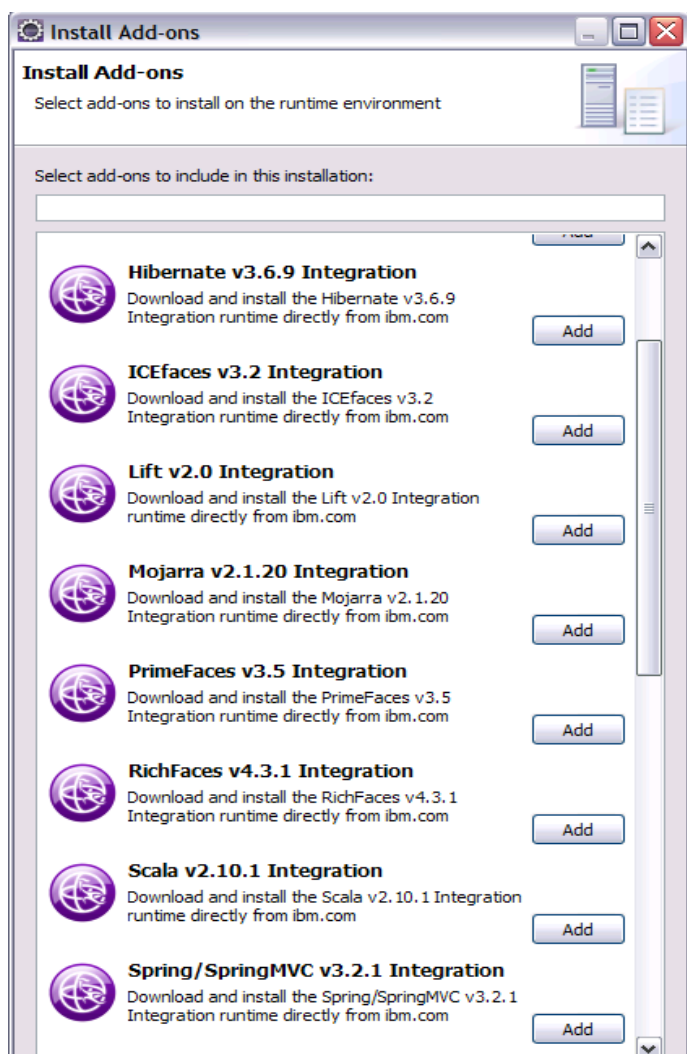 Install Add-ons
Install Add-ons
Select add-ons to install on the runtime environment
Select add-ons to include in this installation:
Hibernate v3.6.9 Integration
Download and install the Hibernate v3.6.9
Integration runtime directly from ibm.com
Add
ICEfaces v3.2 Integration
Download and install the ICEfaces v3.2
Integration runtime directly from ibm.com
Add
Lift v2.0 Integration
Download and install the Lift v2.0 Integration
runtime directly from ibm.com
Add
Mojarra v2.1.20 Integration
Download and install the Mojarra v2.1.20
Integration runtime directly from ibm.com
Add
PrimeFaces v3.5 Integration
Download and install the PrimeFaces v3.5
Integration runtime directly from ibm.com
Add
RichFaces v4.3.1 Integration
Download and install the RichFaces v4.3.1
Integration runtime directly from ibm.com
Add
Scala v2.10.1 Integration
Download and install the Scala v2.10.1 Integration
runtime directly from ibm.com
Add
Spring/SpringMVC v3.2.1 Integration
Download and install the Spring/SpringMVC v3.2.1
Integration runtime directly from ibm.com
Add